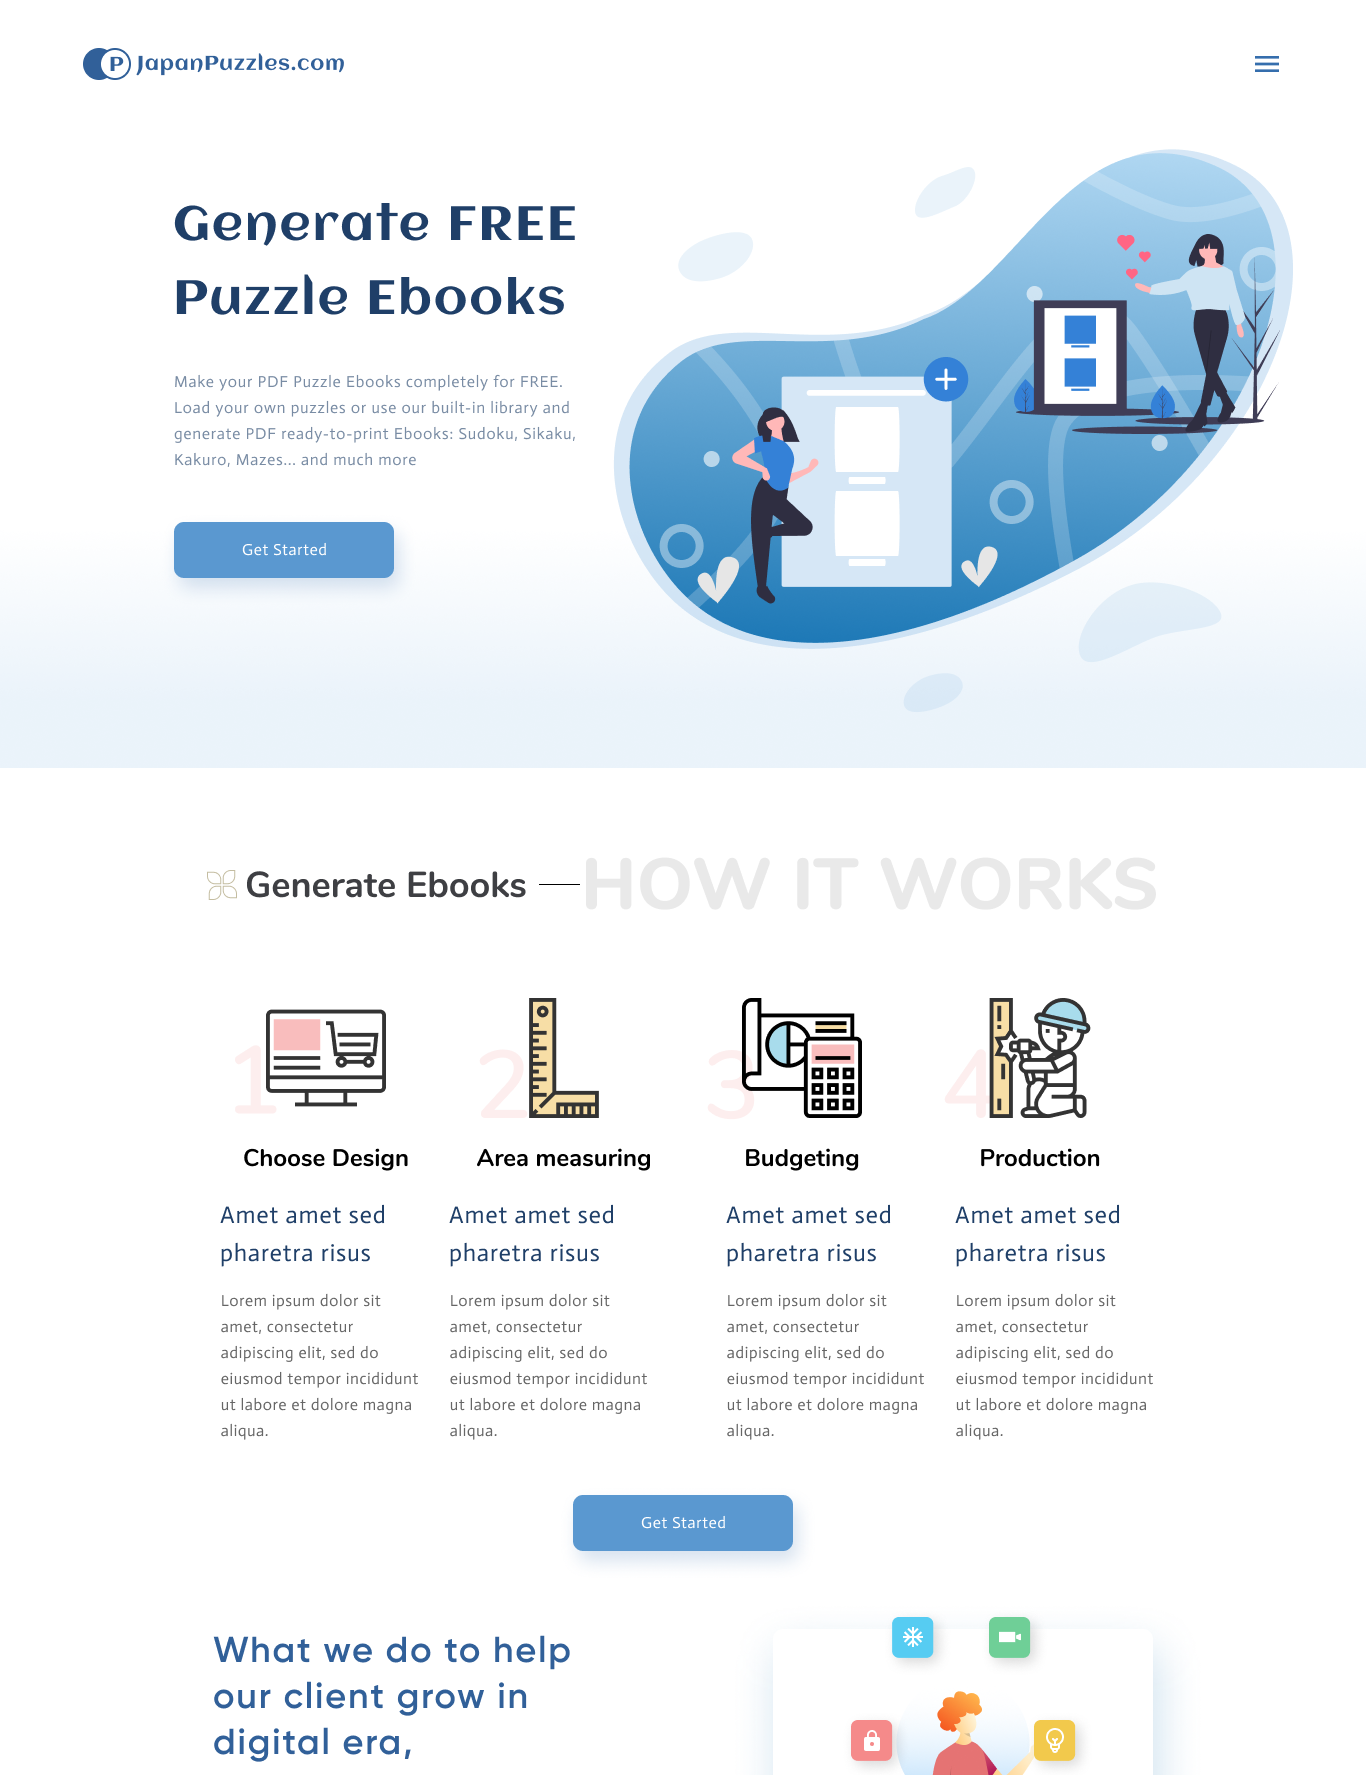 P JapanPuzzles.com
Generate FREE
Puzzle Ebooks
Make your PDF Puzzle Ebooks completely for FREE.
Load your own puzzles or use our built-in library and
generate PDF ready-to-print Ebooks: Sudoku, Sikaku,
Kakuro, Mazes... and much more
Get Started
Generate Ebooks
HOW IT WORKS
1
2
3
4
Choose Design
Area measuring
Budgeting
Production
Amet amet sed
pharetra risus
Lorem ipsum dolor sit
amet, consectetur
adipiscing elit, sed do
eiusmod tempor incididunt
ut labore et dolore magna
aliqua.
Amet amet sed
pharetra risus
Lorem ipsum dolor sit
amet, consectetur
adipiscing elit, sed do
eiusmod tempor incididunt
ut labore et dolore magna
aliqua.
Amet amet sed
pharetra risus
Lorem ipsum dolor sit
amet, consectetur
adipiscing elit, sed do
eiusmod tempor incididunt
ut labore et dolore magna
aliqua.
Amet amet sed
pharetra risus
Lorem ipsum dolor sit
amet, consectetur
adipiscing elit, sed do
eiusmod tempor incididunt
ut labore et dolore magna
aliqua.
Get Started
What we do to help
our client grow in
digital era,